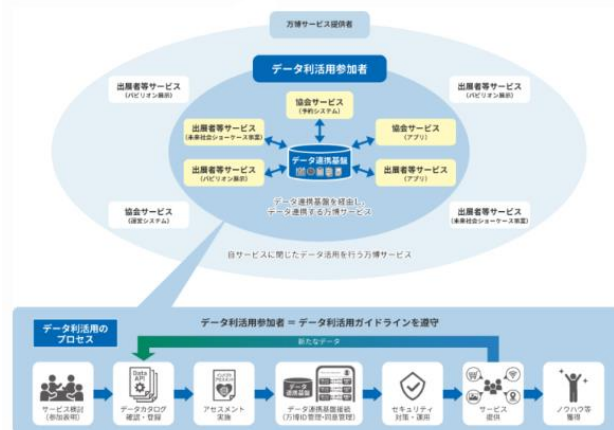 万博サービス提供者
データ利活用参加者
出展者等サービス
(パビリオン展示)
協会サービス
(予約システム)
出展者等サービス
(パビリオン展示)
出展者等サービス
(未来社会ショーケース事業)
協会サービス
(アプリ)
データ連携基盤
出展者等サービス
(パビリオン展示)
出展者等サービス
(アプリ)
データ連携基盤を経由し、
データ連携する万博サービス
協会サービス
(運営システム)
出展者等サービス
(未来社会ショーケース事業)
自サービスに閉じたデータ活用を行う万博サービス
データ利活用の
プロセス
データ利活用参加者 = データ利活用ガイドラインを遵守
新たなデータ
Data
API
データ
連携基盤
サービス検討
(参加表明)
データカタログ
確認・登録
アセスメント
実施
データ連携基盤接続
(万博ID管理・同意管理)
セキュリティ
対策・運用
サービス
提供
ノウハウ等
獲得